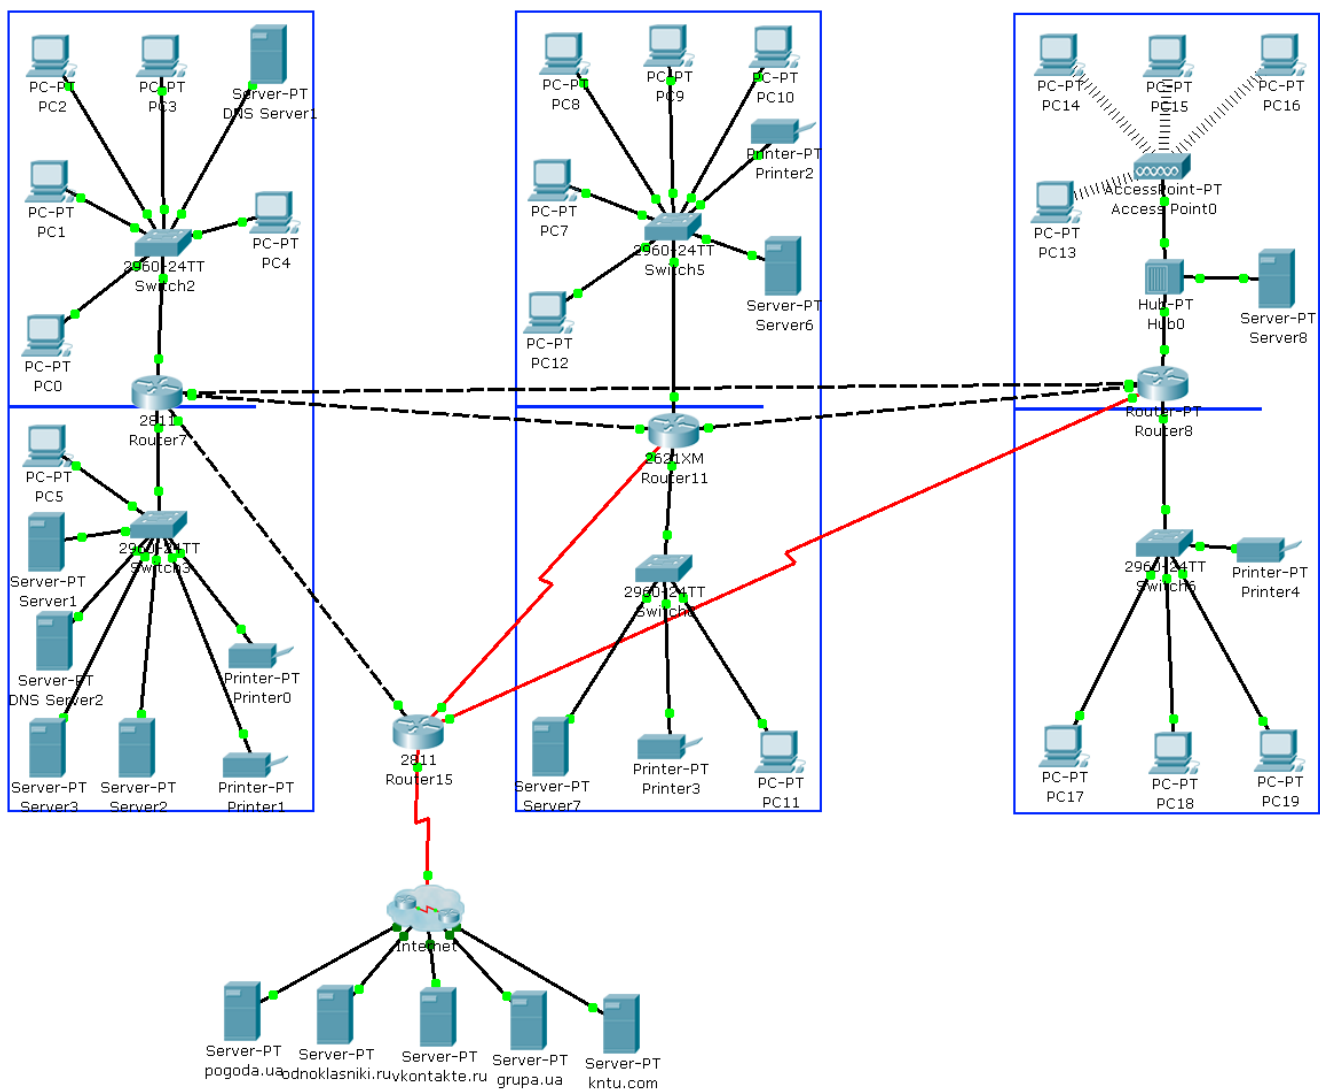 PC-PT
PC2
PC-PT
PC3
Server-PT
DNS Server1
PC-PT
PC1
PC-PT
PC4
2960-24TT
Switch2
PC-PT
PC0
2811
Router7
PC-PT
PC5
2960-24TT
Switch3
Server-PT
Server1
Server-PT
DNS Server2
Printer-PT
Printer0
Server-PT
Server3
Server-PT
Server2
Printer-PT
Printer1
PC-PT
PC8
PC-PT
PC9
PC-PT
PC10
Printer-PT
Printer2
PC-PT
PC7
2960-24TT
Switch5
Server-PT
Server6
PC-PT
PC12
2621XM
Router11
2960-24TT
Server-PT
Server7
Printer-PT
Printer3
PC-PT
PC11
PC-PT
PC14
PC-PT
PC15
PC-PT
PC16
AccessPoint-PT
Access Point0
PC-PT
PC13
Hub-PT
Hub0
Server-PT
Server8
Router-PT
Router8
2960-24TT
Switch6
Printer-PT
Printer4
PC-PT
PC17
PC-PT
PC18
PC-PT
PC19
2811
Router15
Internet
Server-PT
pogoda.ua
Server-PT
odnoklasniki.ru
Server-PT
vkontakte.ru
Server-PT
grupa.ua
Server-PT
kntu.com